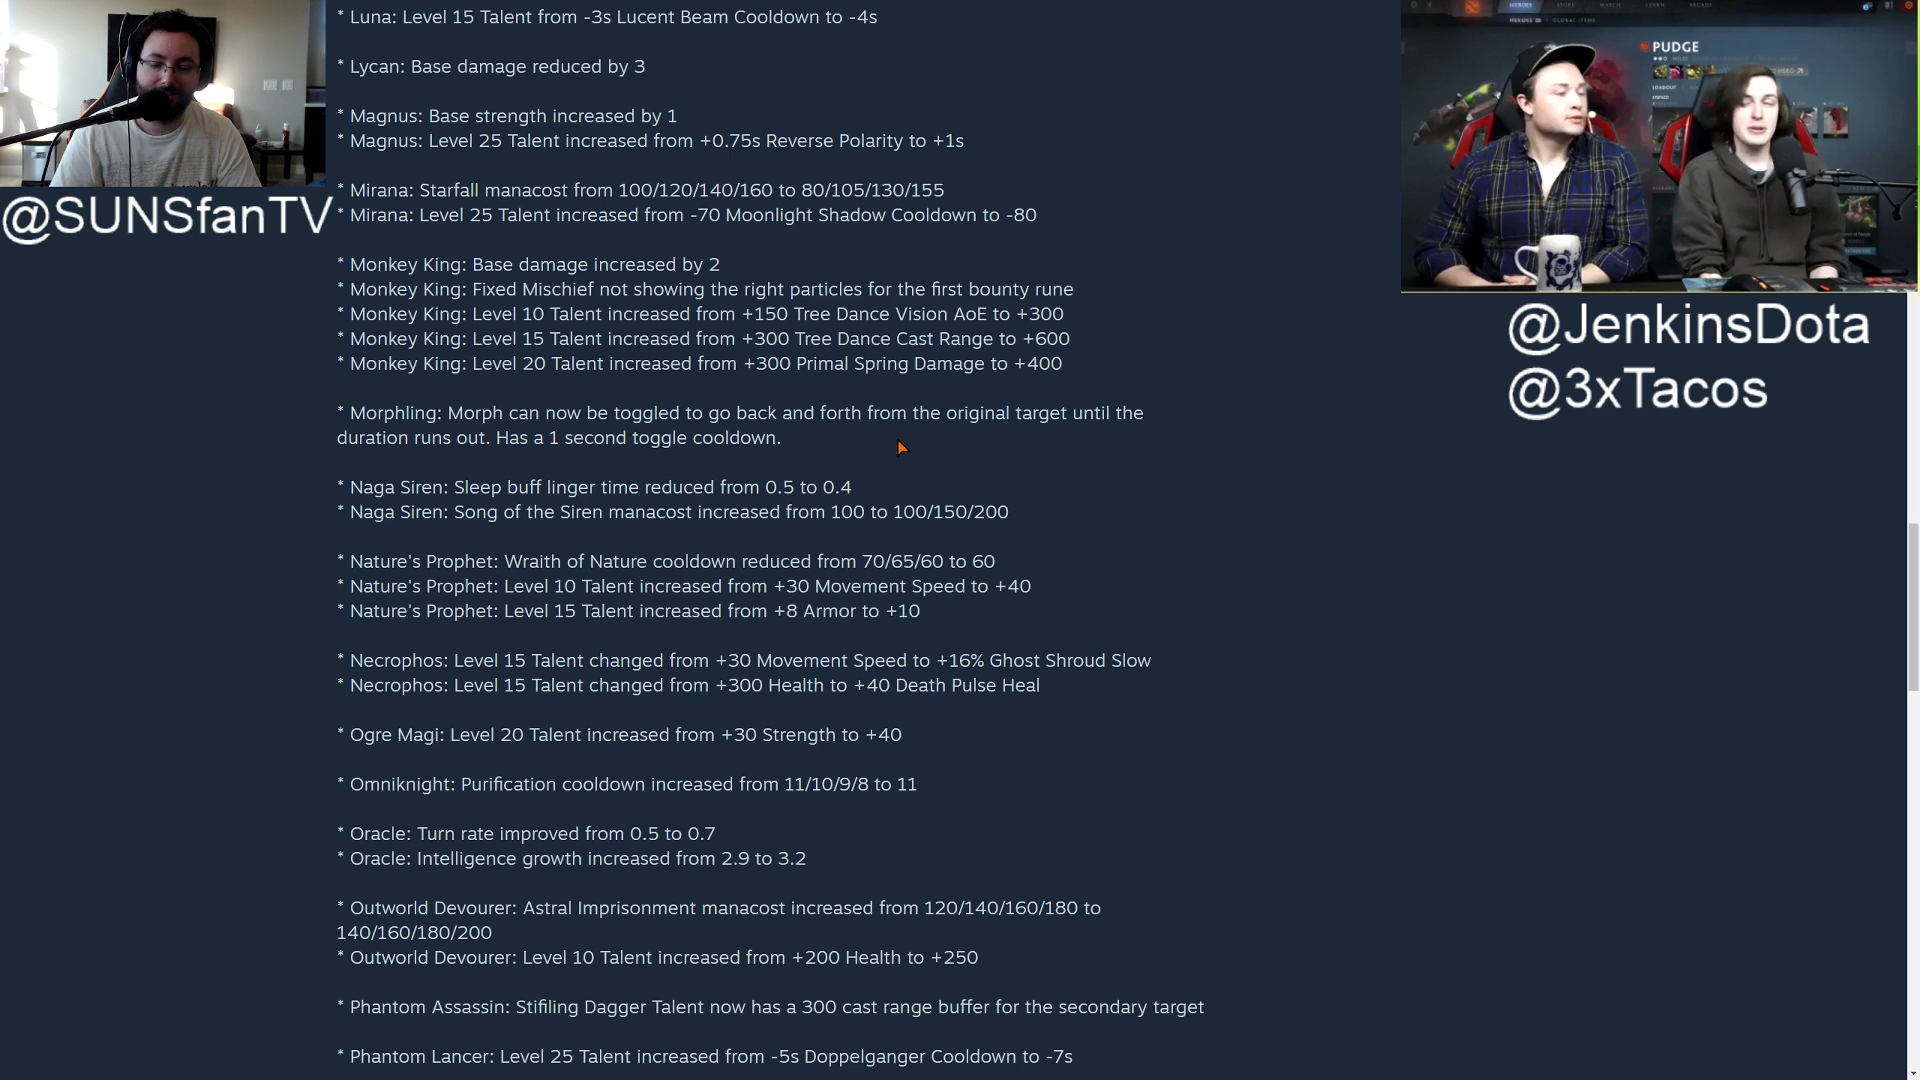 * Luna: Level 15 Talent from -3s Lucent Beam Cooldown to -4s
* Lycan: Base damage reduced by 3
* Magnus: Base strength increased by 1
* Magnus: Level 25 Talent increased from +0.75s Reverse Polarity to +1s
* Mirana: Starfall manacost from 100/120/140/160 to 80/105/130/155
* Mirana: Level 25 Talent increased from -70 Moonlight Shadow Cooldown to -80
* Monkey King: Base damage increased by 2
* Monkey King: Fixed Mischief not showing the right particles for the first bounty rune
* Monkey King: Level 10 Talent increased from +150 Tree Dance Vision AoE to +300
* Monkey King: Level 15 Talent increased from +300 Tree Dance Cast Range to +600
* Monkey King: Level 20 Talent increased from +300 Primal Spring Damage to +400
* Morphling: Morph can now be toggled to go back and forth from the original target until the
duration runs out. Has a 1 second toggle cooldown.
* Naga Siren: Sleep buff linger time reduced from 0.5 to 0.4
* Naga Siren: Song of the Siren manacost increased from 100 to 100/150/200
* Nature's Prophet: Wraith of Nature cooldown reduced from 70/65/60 to 60
* Nature's Prophet: Level 10 Talent increased from +30 Movement Speed to +40
* Nature's Prophet: Level 15 Talent increased from +8 Armor to +10
* Necrophos: Level 15 Talent changed from +30 Movement Speed to +16% Ghost Shroud Slow
* Necrophos: Level 15 Talent changed from +300 Health to +40 Death Pulse Heal
* Ogre Magi: Level 20 Talent increased from +30 Strength to +40
* Omniknight: Purification cooldown increased from 11/10/9/8 to 11
* Oracle: Turn rate improved from 0.5 to 0.7
* Oracle: Intelligence growth increased from 2.9 to 3.2
* Outworld Devourer: Astral Imprisonment manacost increased from 120/140/160/180 to
140/160/180/200
* Outworld Devourer: Level 10 Talent increased from +200 Health to +250
* Phantom Assassin: Stifiling Dagger Talent now has a 300 cast range buffer for the secondary target
* Phantom Lancer: Level 25 Talent increased from -5s Doppelganger Cooldown to -7s
@SUNSfanTV
HEROES
GLOBAL ITEMS
PUDGE
@JenkinsDota
@3xTacos